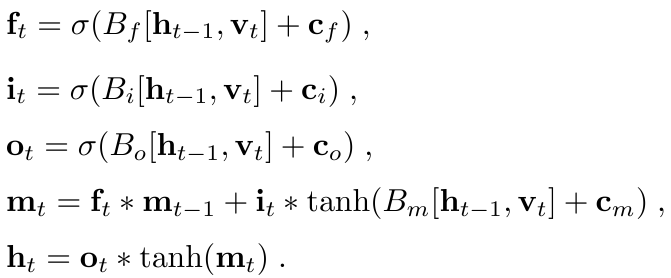 f_t = σ(B_f[h_{t−1}, v_t] + c_f) ,
i_t = σ(B_i[h_{t−1}, v_t] + c_i) ,
o_t = σ(B_o[h_{t−1}, v_t] + c_o) ,
m_t = f_t ∗ m_{t−1} + i_t ∗ tanh(B_m[h_{t−1}, v_t] + c_m) ,
h_t = o_t ∗ tanh(m_t) .